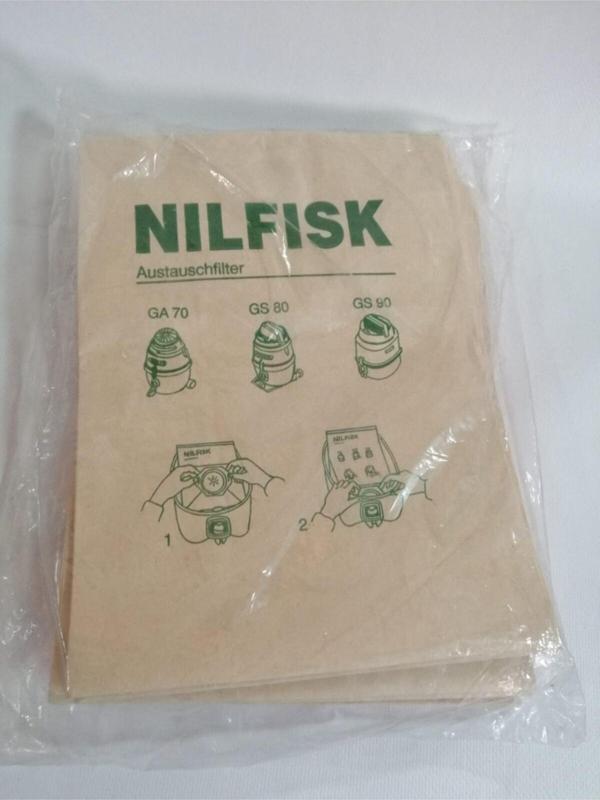 NILFISK
Austauschfilter
GA 70 GS 80 GS 90
NILFISK NILFISK
1 2